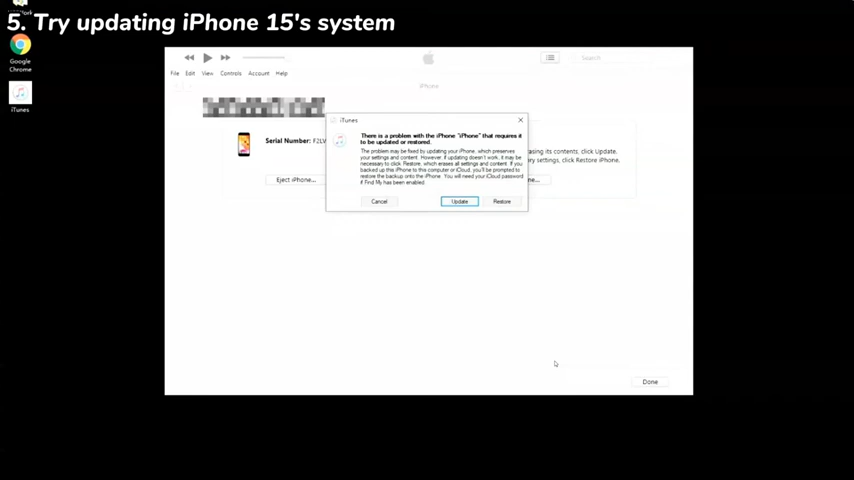 5. Try updating iPhone 15's system
Google
Chrome
iTunes
Search
File Edit View Controls Account Help
iPhone
iTunes
There is a problem with the iPhone "iPhone" that requires it
to be updated or restored.
The problem may be fixed by updating your iPhone, which preserves
your settings and content. However, if updating doesn't work, it may be
necessary to click Restore, which erases all settings and content. If you
backed up this iPhone to this computer or iCloud, you'll be prompted to
restore the backup onto the iPhone. You will need your iCloud password
if Find My has been enabled.
Cancel Update Restore
Serial Number: F2LV
asing its contents, click Update.
ry settings, click Restore iPhone.
Eject iPhone...
ne...
Done